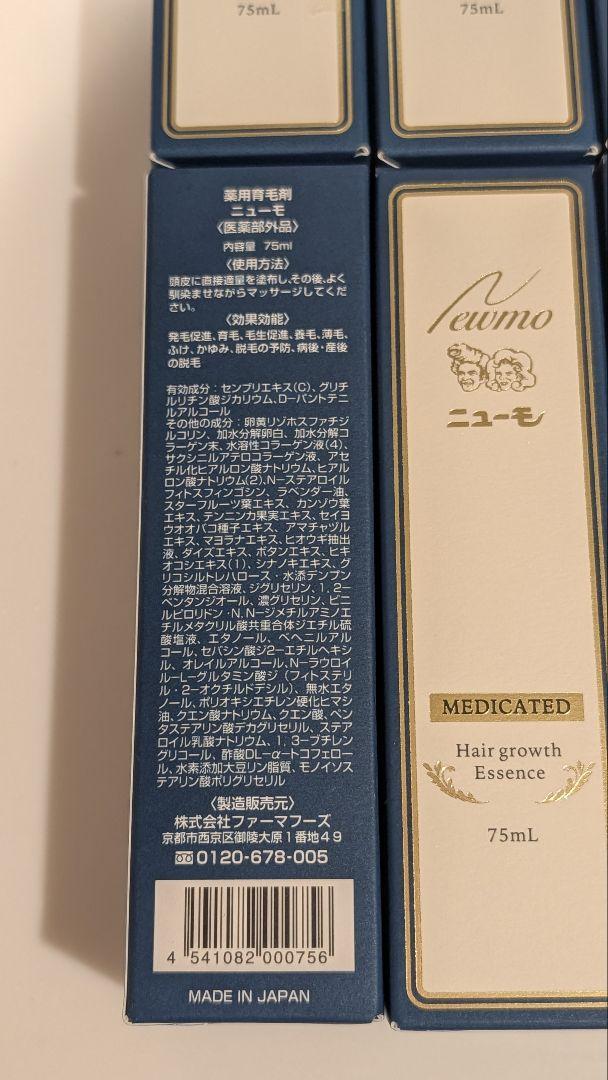 75mL
75mL
薬用育毛剤
ニューモ
〈医薬部外品〉
内容量 75ml
〈使用方法〉
頭皮に直接適量を塗布し、その後、よく
馴染ませながらマッサージしてくだ
さい。
〈効果効能〉
発毛促進、育毛、毛生促進、養毛、薄毛、
ふけ、かゆみ、脱毛の予防、病後・産後
の脱毛
有効成分：センブリエキス(C)、グリチ
ルリチン酸ジカリウム、D-パントテニ
ルアルコール
その他の成分：卵黄リゾホスファチジ
ルコリン、加水分解卵白、加水分解コ
ラーゲン末、水溶性コラーゲン液(4)、
サクシニルアテロコラーゲン液、アセ
チル化ヒアルロン酸ナトリウム、ヒアル
ロン酸ナトリウム(2)、N-ステアロイル
フィトスフィンゴシン、ラベンダー油、
スターフルーツ葉エキス、カンゾウ葉
エキス、テンニンカ果実エキス、セイヨ
ウオオバコ種子エキス、アマチャヅル
エキス、マヨラナエキス、ヒオウギ抽出
液、ダイズエキス、ボタンエキス、ヒキ
オコシエキス(1)、シナノキエキス、グ
リコシルトレハロース・水添デンプン
分解物混合溶液、ジグリセリン、1,2-
ペンタンジオール、濃グリセリン、ビニ
ルピロリドン・N,N-ジメチルアミノエ
チルメタクリル酸共重合体ジエチル硫
酸塩液、エタノール、ベヘニルアル
コール、セバシン酸ジ2-エチルヘキシ
ル、オレイルアルコール、N-ラウロイ
ル-L-グルタミン酸ジ（フィトステリ
ル・2-オクチルドデシル）、無水エタ
ノール、ポリオキシエチレン硬化ヒマシ
油、クエン酸ナトリウム、クエン酸、ペン
タステアリン酸デカグリセリル、ステア
ロイル乳酸ナトリウム、1,3-ブチレン
グリコール、酢酸DL-α-トコフェロー
ル、水素添加大豆リン脂質、モノイソス
テアリン酸ポリグリセリル
〈製造販売元〉
株式会社ファーマフーズ
京都市西京区御陵大原1番地49
0120-678-005
4 541082 000756
MADE IN JAPAN
Newmo
ニューモ
MEDICATED
Hair growth
Essence
75mL